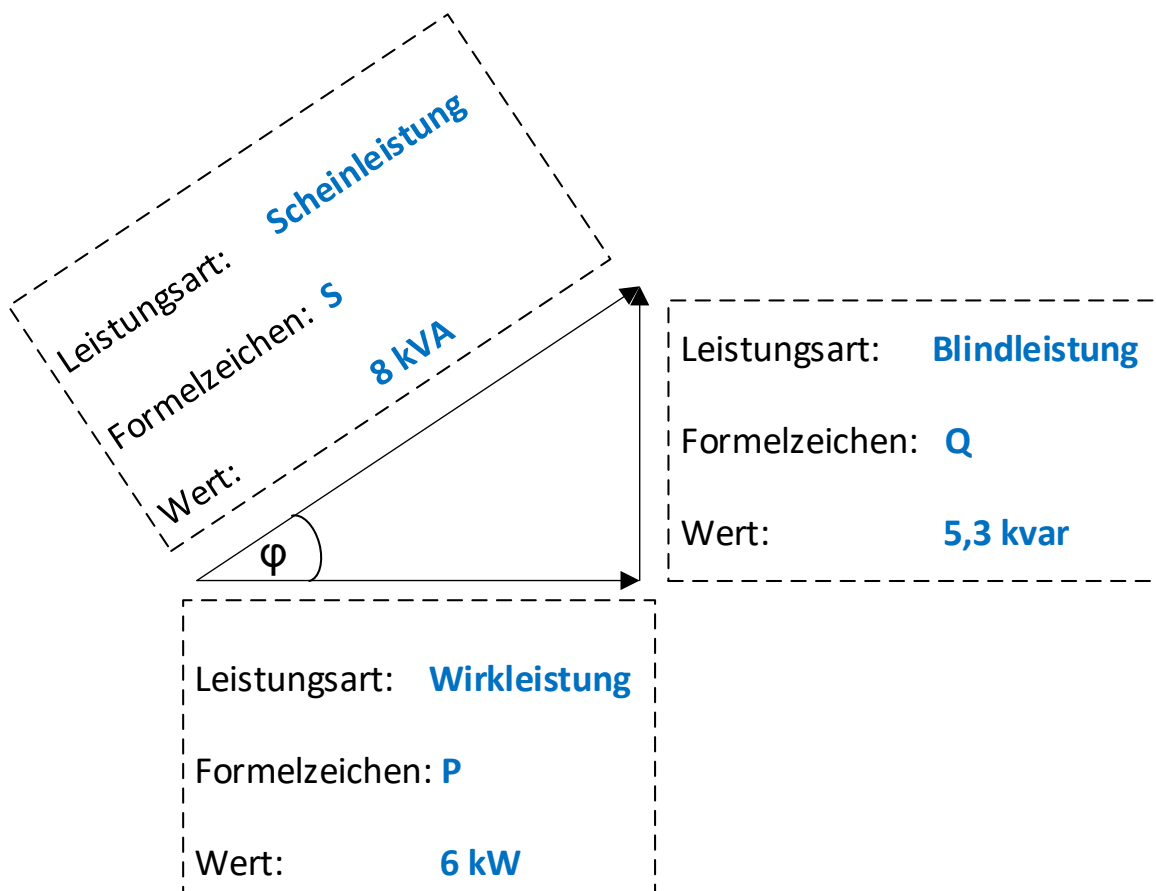 Leistungsart: Scheinleistung
Formelzeichen: S
Wert: 8 kVA
Leistungsart: Blindleistung
Formelzeichen: Q
Wert: 5,3 kvar
φ
Leistungsart: Wirkleistung
Formelzeichen: P
Wert: 6 kW